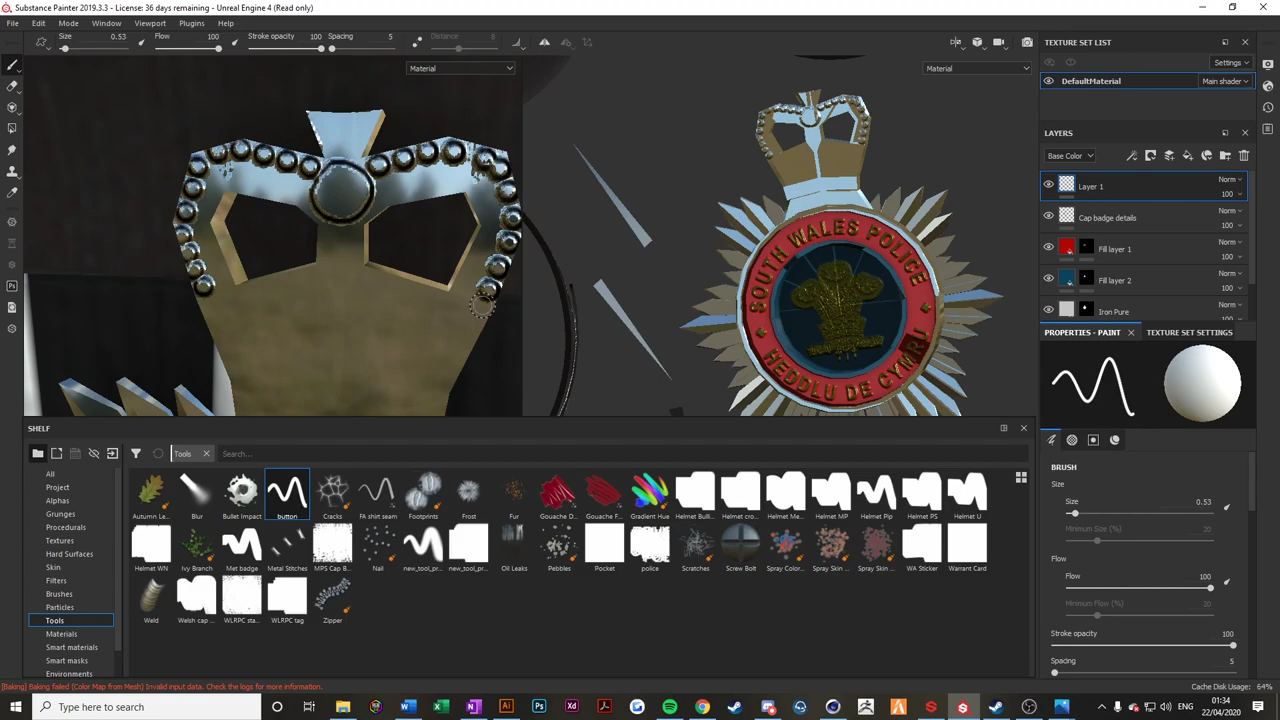 Substance Painter 2019.3.3 - License: 36 days remaining - Unreal Engine 4 (Read only)
File Edit Mode Window Viewport Plugins Help
Size 0.53 Flow 100 Stroke opacity 100 Spacing 5 Distance 8
Material
Material
SOUTH WALES POLICE
HEDDLU DE CYMRU
TEXTURE SET LIST
Settings
DefaultMaterial Main shader
LAYERS
Base Color
Layer 1 Norm 100
Cap badge details Norm 100
Fill layer 1 Norm 100
Fill layer 2 Norm 100
Iron Pure Norm
PROPERTIES - PAINT TEXTURE SET SETTINGS
BRUSH
Size
Size 0.53
Minimum Size (%) 20
Flow
Flow 100
Minimum Flow (%) 20
Stroke opacity 100
Spacing 5
SHELF
Tools Search...
All
Project
Alphas
Grunges
Procedurals
Textures
Hard Surfaces
Skin
Filters
Brushes
Particles
Tools
Materials
Smart materials
Smart masks
Environments
Autumn Le... Blur Bullet Impact button Cracks FA shirt seam Footprints Frost Fur Gouache D... Gouache F... Gradient Hue Helmet Bulli... Helmet cro... Helmet Me... Helmet MP Helmet Pip Helmet PS Helmet U
Helmet WN Ivy Branch Met badge Metal Stitches MPS Cap B... Nail new_tool_pr... new_tool_pr... Oil Leaks Pebbles Pocket police Scratches Screw Bolt Spray Color... Spray Skin ... Spray Skin ... WA Sticker Warrant Card
Weld Welsh cap ... WLRPC sta... WLRPC tag Zipper
[Baking] Baking failed (Color Map from Mesh) Invalid input data. Check the logs for more information.
Cache Disk Usage: 64%
Type here to search
01:34
22/04/2020